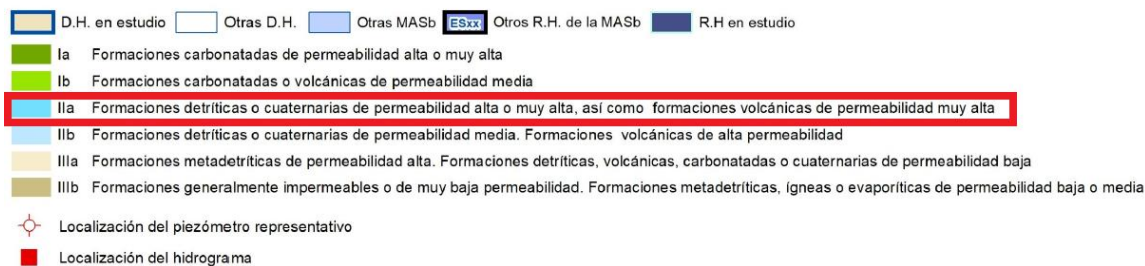 D.H. en estudio Otras D.H. Otras MASb ESxx Otros R.H. de la MASb R.H en estudio
Ia Formaciones carbonatadas de permeabilidad alta o muy alta
Ib Formaciones carbonatadas o volcánicas de permeabilidad media
IIa Formaciones detríticas o cuaternarias de permeabilidad alta o muy alta, así como formaciones volcánicas de permeabilidad muy alta
IIb Formaciones detríticas o cuaternarias de permeabilidad media. Formaciones volcánicas de alta permeabilidad
IIIa Formaciones metadetríticas de permeabilidad alta. Formaciones detríticas, volcánicas, carbonatadas o cuaternarias de permeabilidad baja
IIIb Formaciones generalmente impermeables o de muy baja permeabilidad. Formaciones metadetríticas, ígneas o evaporíticas de permeabilidad baja o media
Localización del piezómetro representativo
Localización del hidrograma